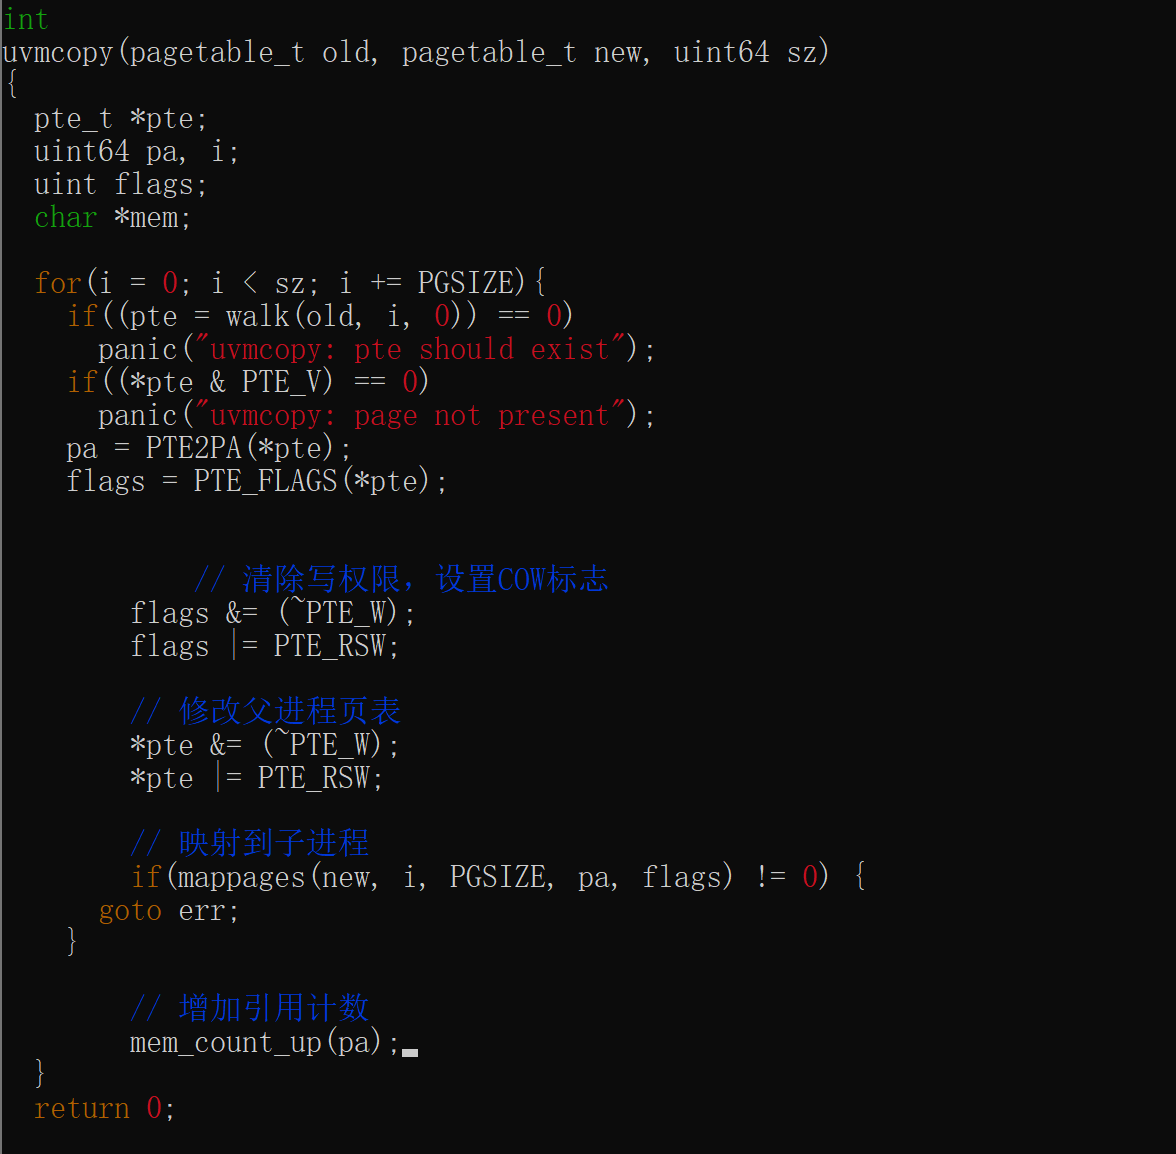 int
uvmcopy(pagetable_t old, pagetable_t new, uint64 sz)
{
  pte_t *pte;
  uint64 pa, i;
  uint flags;
  char *mem;

  for(i = 0; i < sz; i += PGSIZE){
    if((pte = walk(old, i, 0)) == 0)
      panic("uvmcopy: pte should exist");
    if((*pte & PTE_V) == 0)
      panic("uvmcopy: page not present");
    pa = PTE2PA(*pte);
    flags = PTE_FLAGS(*pte);


            // 清除写权限，设置COW标志
        flags &= (~PTE_W);
        flags |= PTE_RSW;

        // 修改父进程页表
        *pte &= (~PTE_W);
        *pte |= PTE_RSW;

        // 映射到子进程
        if(mappages(new, i, PGSIZE, pa, flags) != 0) {
      goto err;
    }

        // 增加引用计数
        mem_count_up(pa);
  }
  return 0;